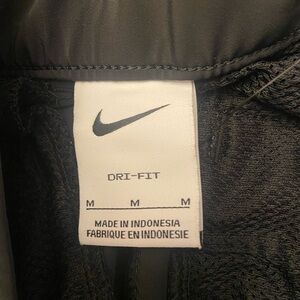 DRI-FIT
M M M
MADE IN INDONESIA
FABRIQUE EN INDONESIE